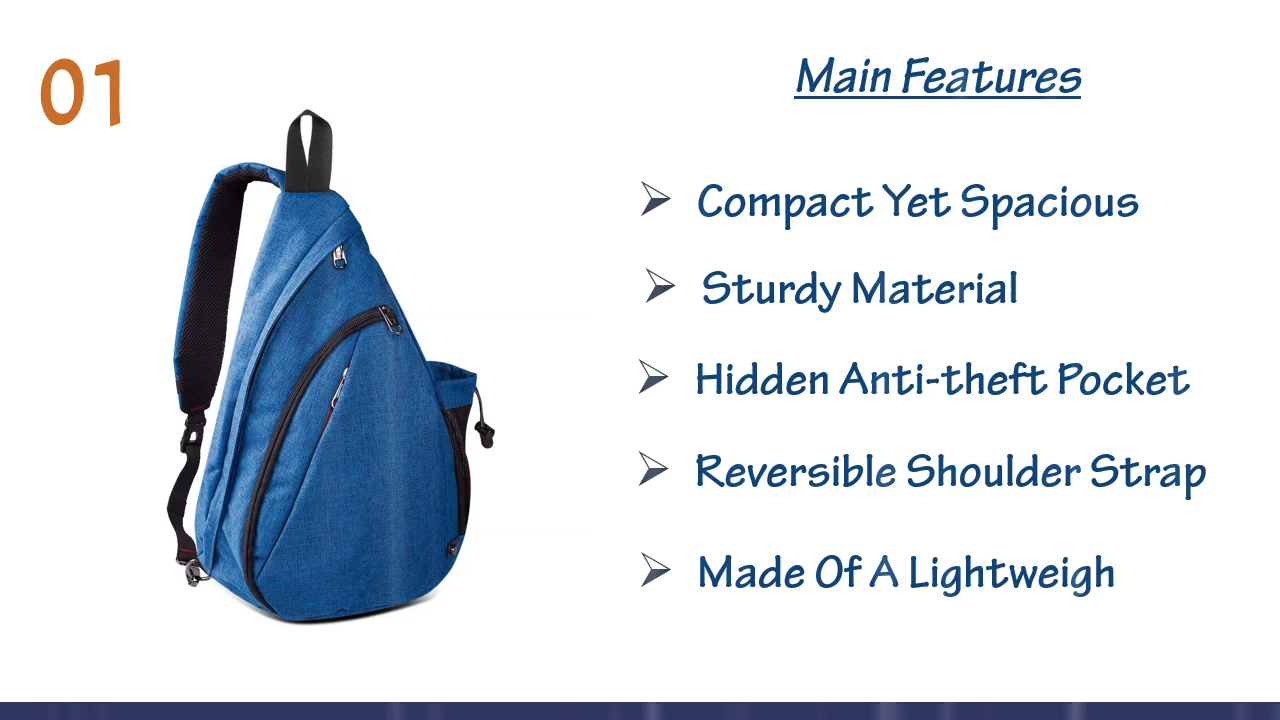 01
Main Features
Compact Yet Spacious
Sturdy Material
Hidden Anti-theft Pocket
Reversible Shoulder Strap
Made Of A Lightweigh